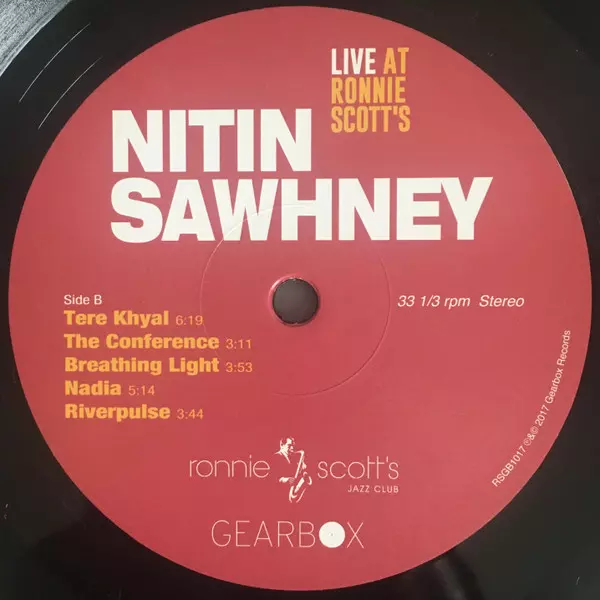 LIVE AT
RONNIE
SCOTT'S
NITIN
SAWHNEY
Side B
33 1/3 rpm Stereo
Tere Khyal 6:19
The Conference 3:11
Breathing Light 3:53
Nadia 5:14
Riverpulse 3:44
RSGB1017 ℗&© 2017 Gearbox Records
ronnie scott's
JAZZ CLUB
GEARBOX